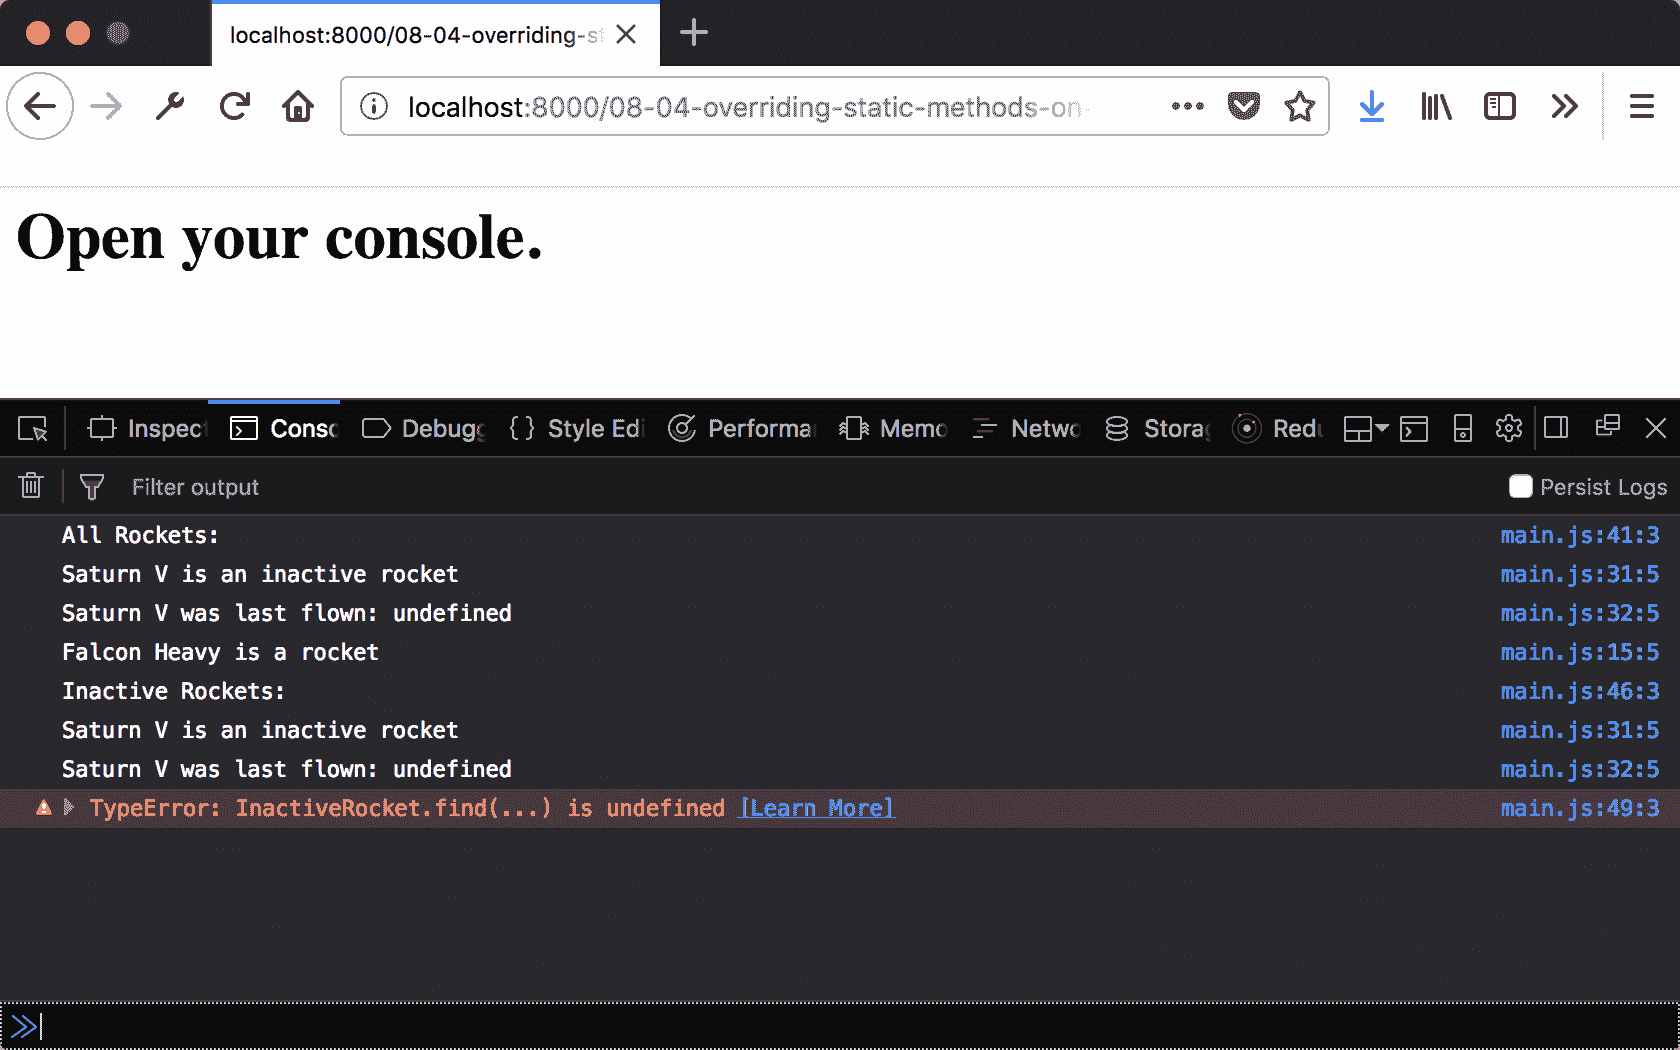 localhost:8000/08-04-overriding-st
localhost:8000/08-04-overriding-static-methods-on-
Open your console.
Inspec Consc Debugg Style Edi Performa Memo Netwo Storag Redu
Filter output Persist Logs
All Rockets: main.js:41:3
Saturn V is an inactive rocket main.js:31:5
Saturn V was last flown: undefined main.js:32:5
Falcon Heavy is a rocket main.js:15:5
Inactive Rockets: main.js:46:3
Saturn V is an inactive rocket main.js:31:5
Saturn V was last flown: undefined main.js:32:5
TypeError: InactiveRocket.find(...) is undefined [Learn More] main.js:49:3